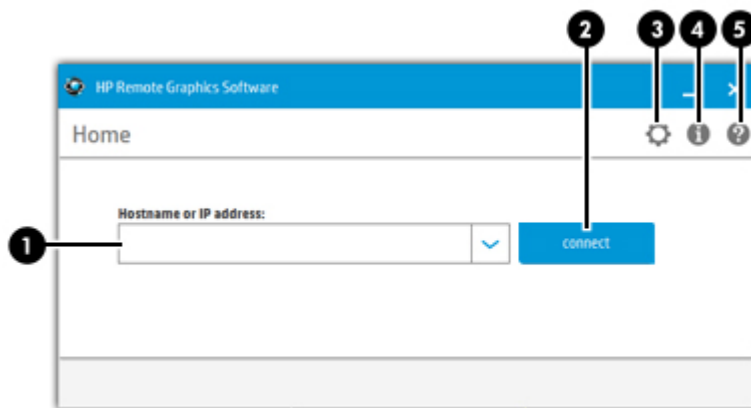 2 3 4 5
HP Remote Graphics Software
Home
Hostname or IP address:
1
connect